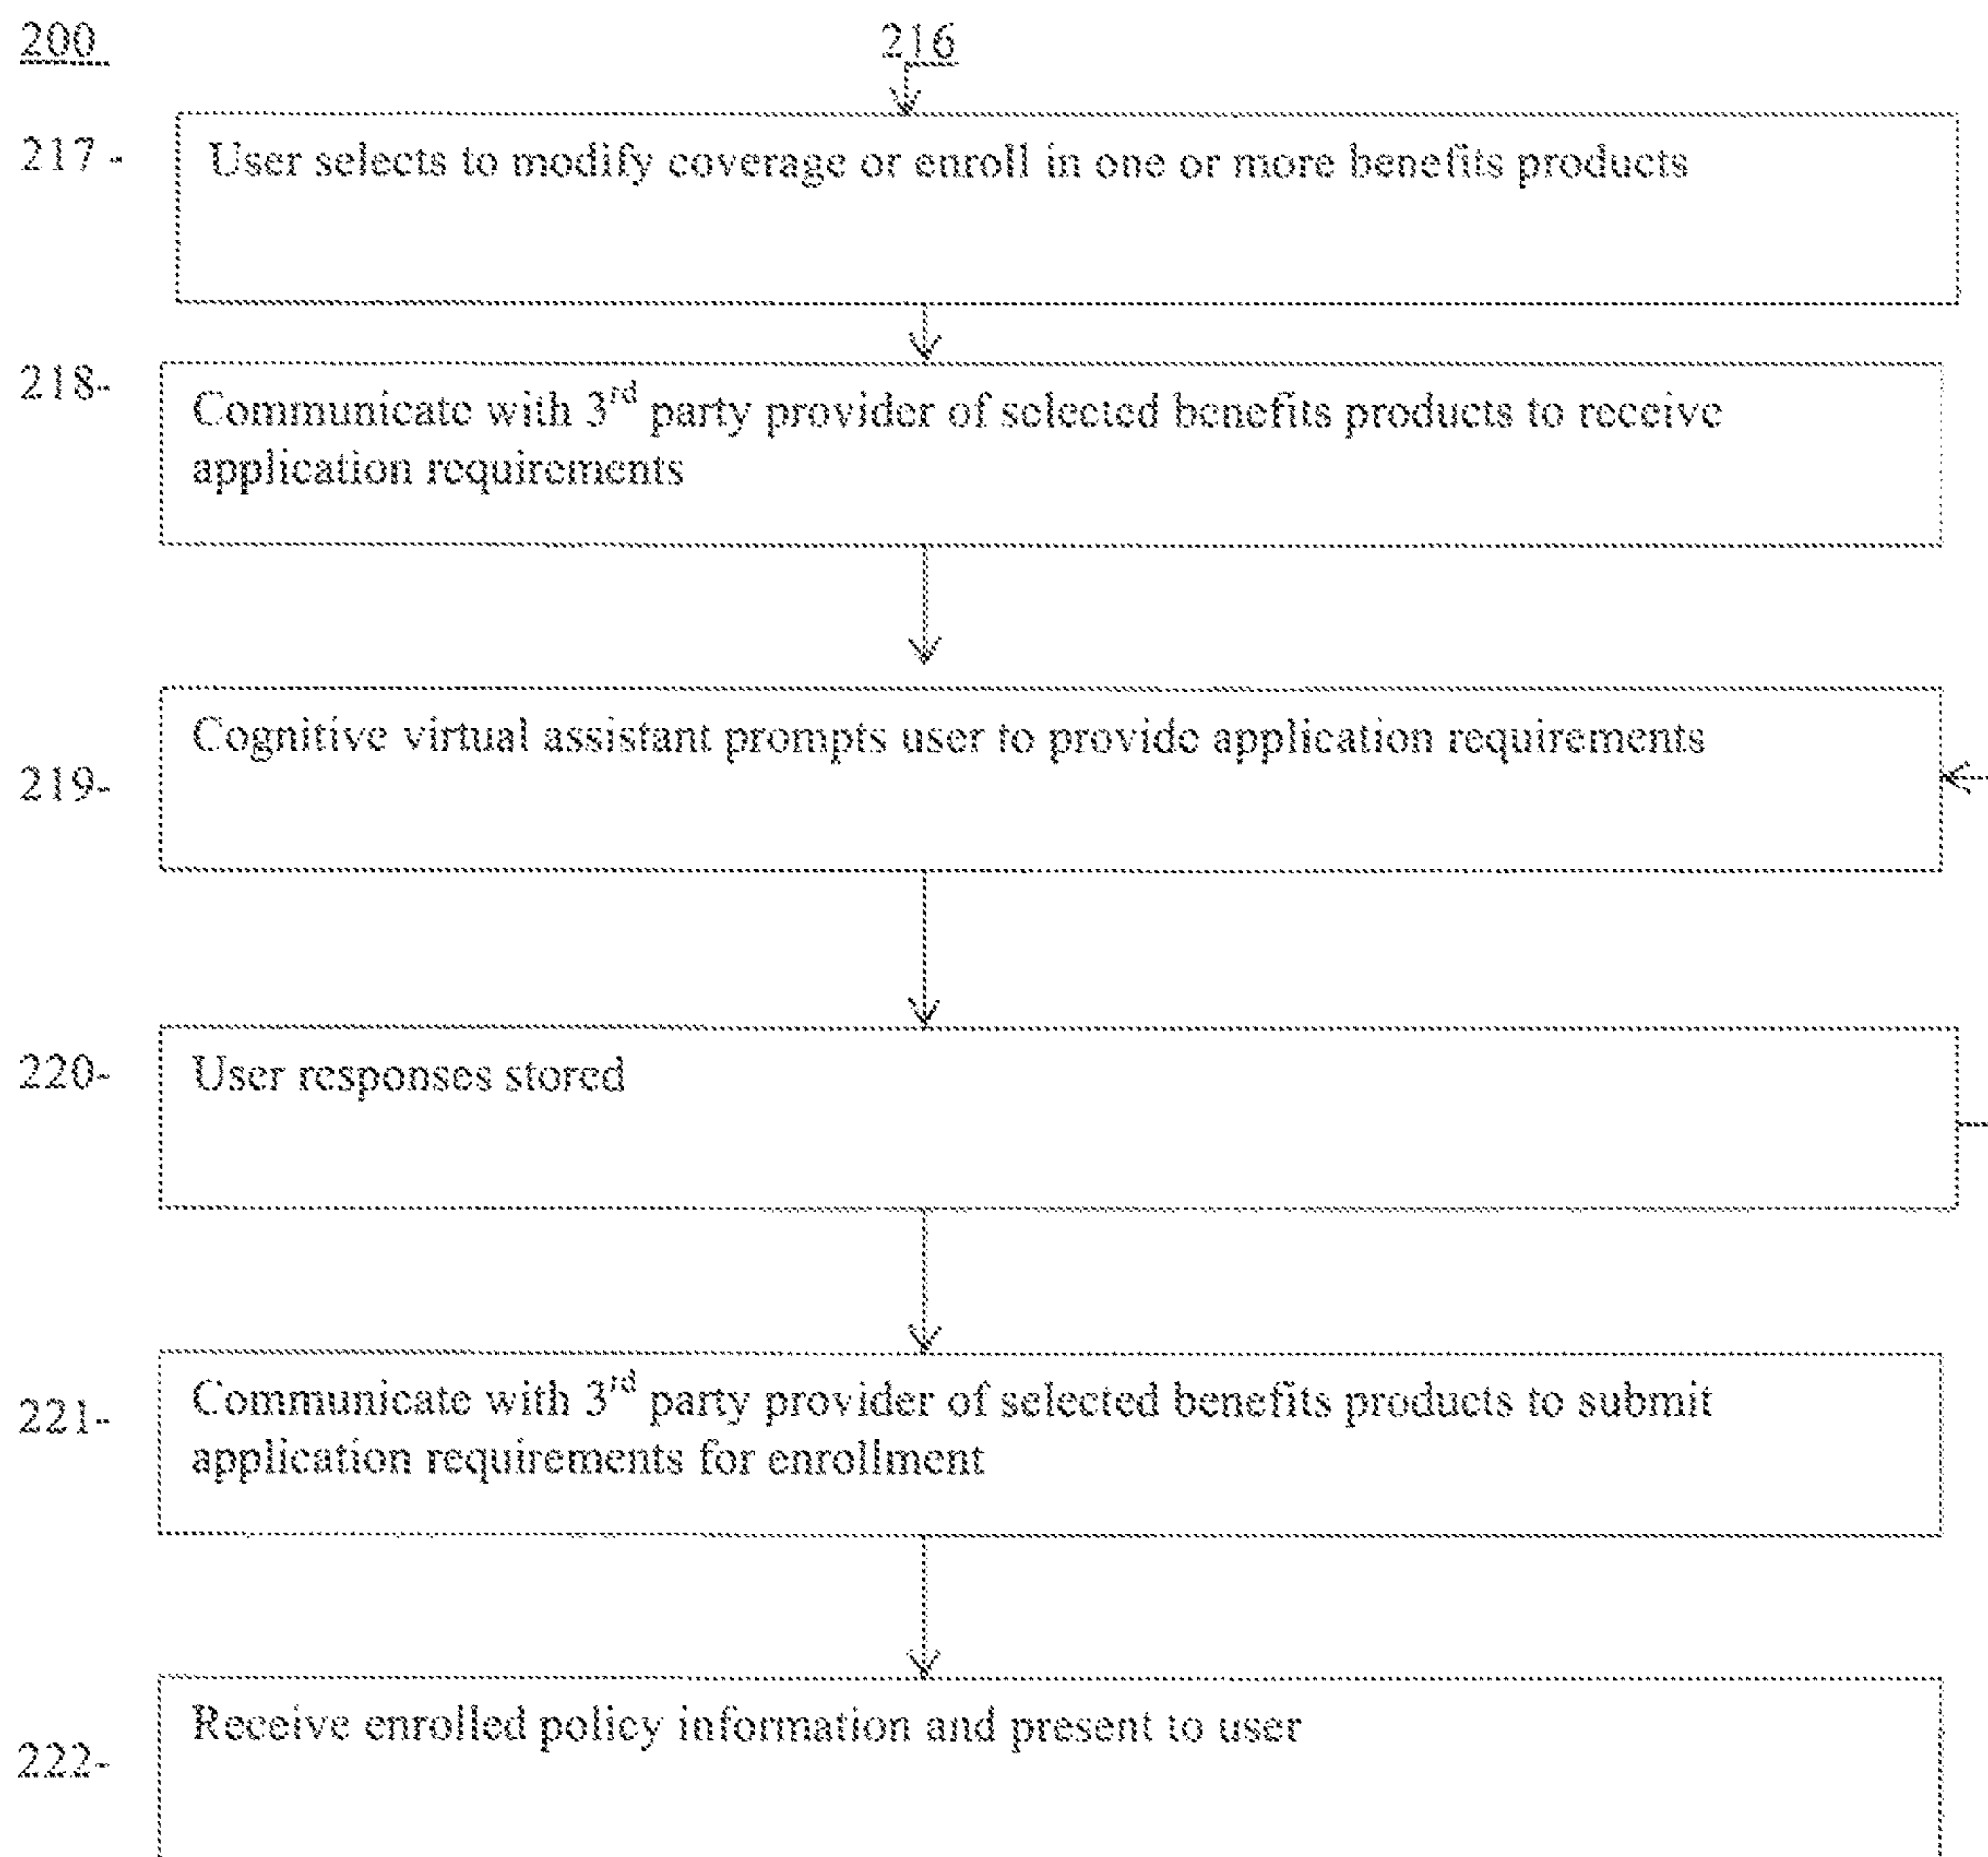 200
216
217 -
User selects to modify coverage or enroll in one or more benefits products
218-
Communicate with 3rd party provider of selected benefits products to receive
application requirements
Cognitive virtual assistant prompts user to provide application requirements
219-
220-
User responses stored
Communicate with 3rd party provider of selected benefits products to submit
221-
application requirements for enrollment
Receive enrolled policy information and present to user
222-